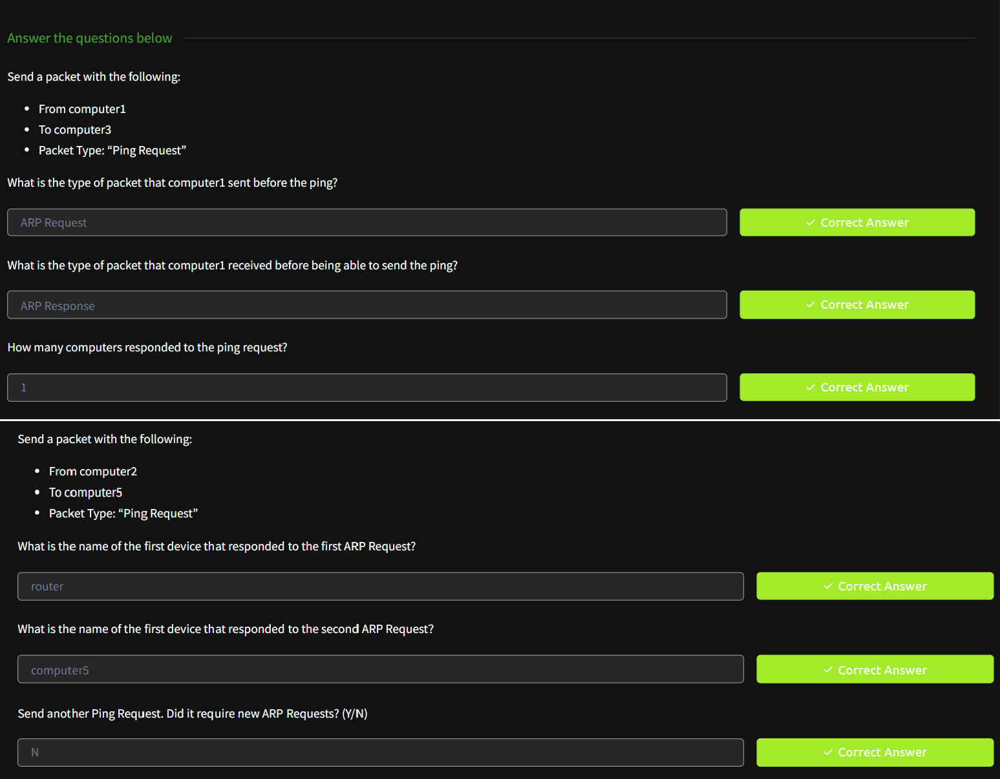 Answer the questions below
Send a packet with the following:
• From computer1
• To computer3
• Packet Type: “Ping Request”
What is the type of packet that computer1 sent before the ping?
ARP Request
✓ Correct Answer
What is the type of packet that computer1 received before being able to send the ping?
ARP Response
✓ Correct Answer
How many computers responded to the ping request?
1
✓ Correct Answer
Send a packet with the following:
• From computer2
• To computer5
• Packet Type: “Ping Request”
What is the name of the first device that responded to the first ARP Request?
router
✓ Correct Answer
What is the name of the first device that responded to the second ARP Request?
computer5
✓ Correct Answer
Send another Ping Request. Did it require new ARP Requests? (Y/N)
N
✓ Correct Answer